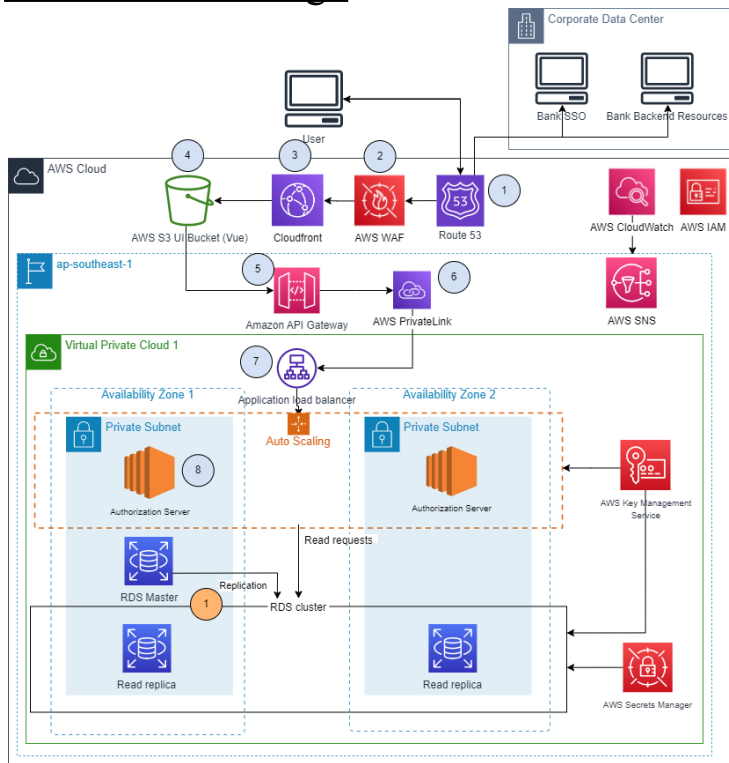 Corporate Data Center
Bank SSO
Bank Backend Resources
User
AWS Cloud
4
3
2
1
53
AWS S3 UI Bucket (Vue)
Cloudfront
AWS WAF
Route 53
AWS CloudWatch
AWS IAM
ap-southeast-1
5
6
Amazon API Gateway
AWS PrivateLink
AWS SNS
Virtual Private Cloud 1
7
Application load balancer
Availability Zone 1
Availability Zone 2
Private Subnet
Auto Scaling
Private Subnet
8
Authorization Server
Authorization Server
AWS Key Management
Service
Read requests
RDS Master
Replication
1
RDS cluster
Read replica
Read replica
AWS Secrets Manager